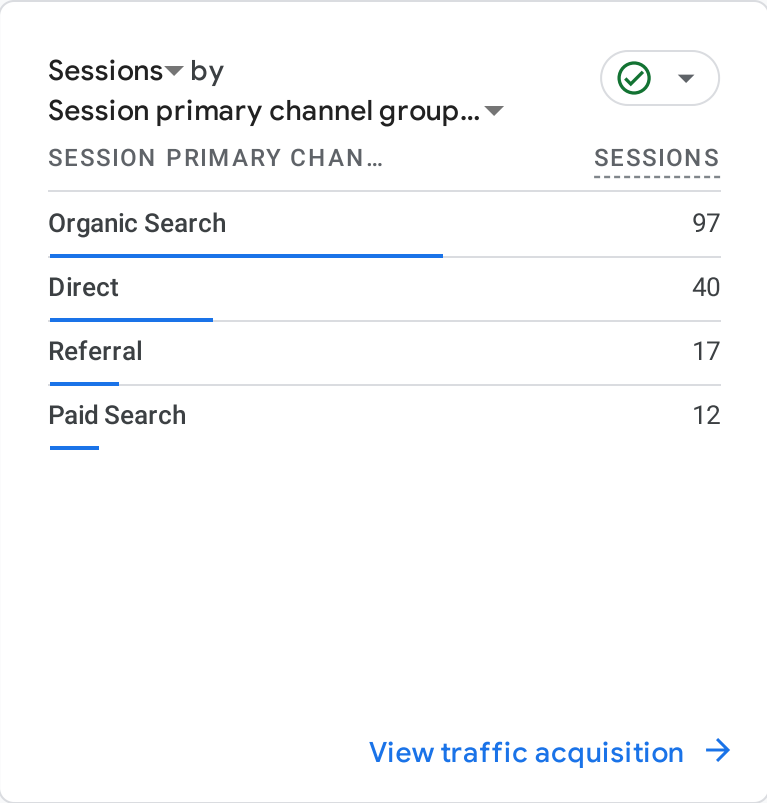 Sessions by
Session primary channel group...
SESSION PRIMARY CHAN... SESSIONS
Organic Search 97
Direct 40
Referral 17
Paid Search 12
View traffic acquisition